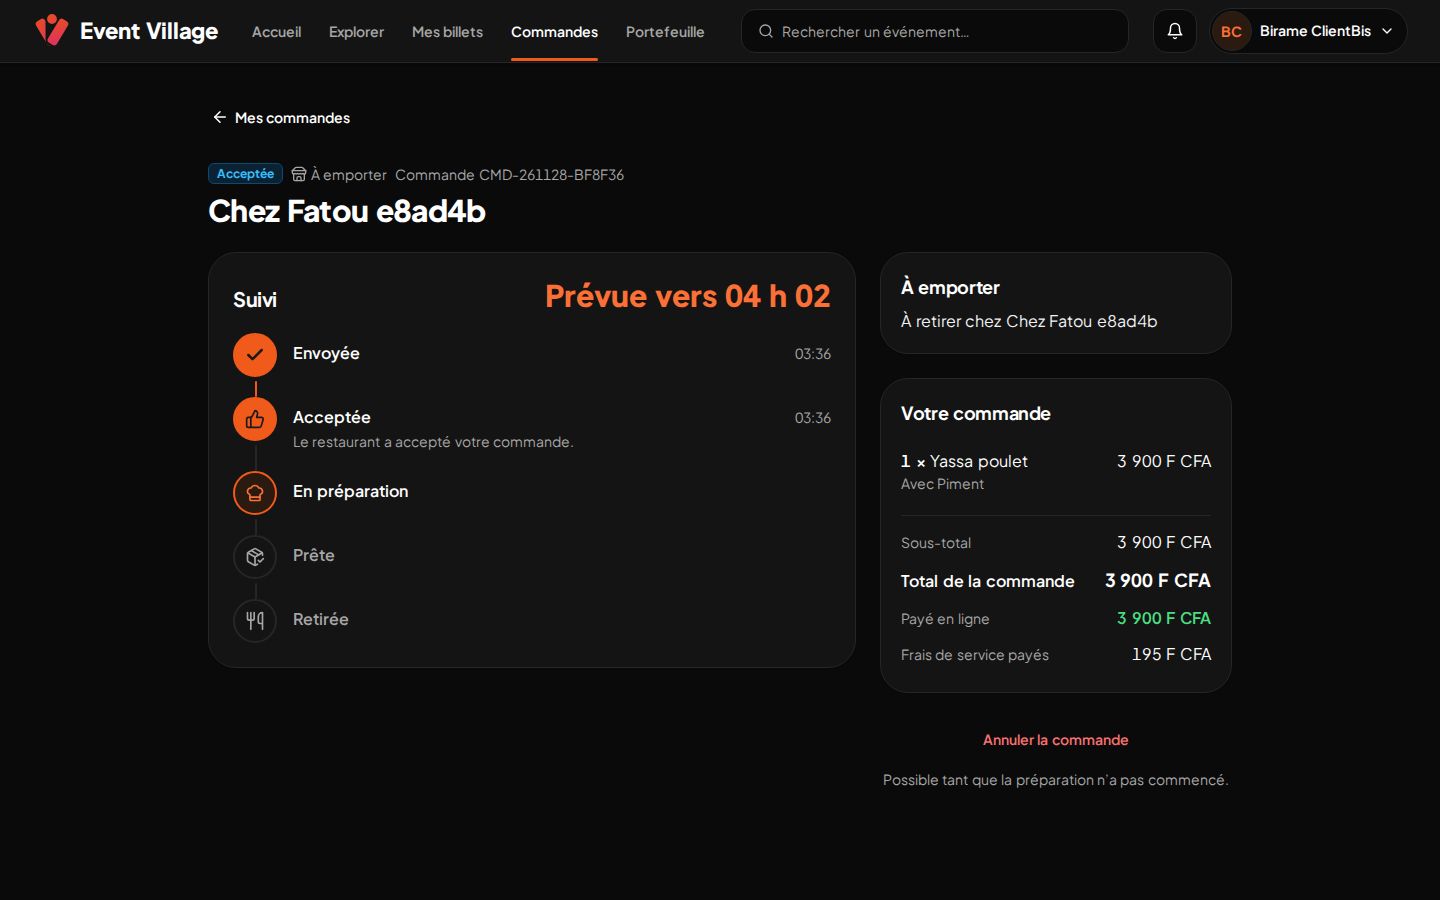 Event Village
Accueil
Explorer
Mes billets
Commandes
Portefeuille
Rechercher un événement…
BC
Birame ClientBis
Mes commandes
Acceptée
À emporter
Commande CMD-261128-BF8F36
Chez Fatou e8ad4b
Suivi
Prévue vers 04 h 02
Envoyée
03:36
Acceptée
03:36
Le restaurant a accepté votre commande.
En préparation
Prête
Retirée
À emporter
À retirer chez Chez Fatou e8ad4b
Votre commande
1 × Yassa poulet
3 900 F CFA
Avec Piment
Sous-total
3 900 F CFA
Total de la commande
3 900 F CFA
Payé en ligne
3 900 F CFA
Frais de service payés
195 F CFA
Annuler la commande
Possible tant que la préparation n'a pas commencé.